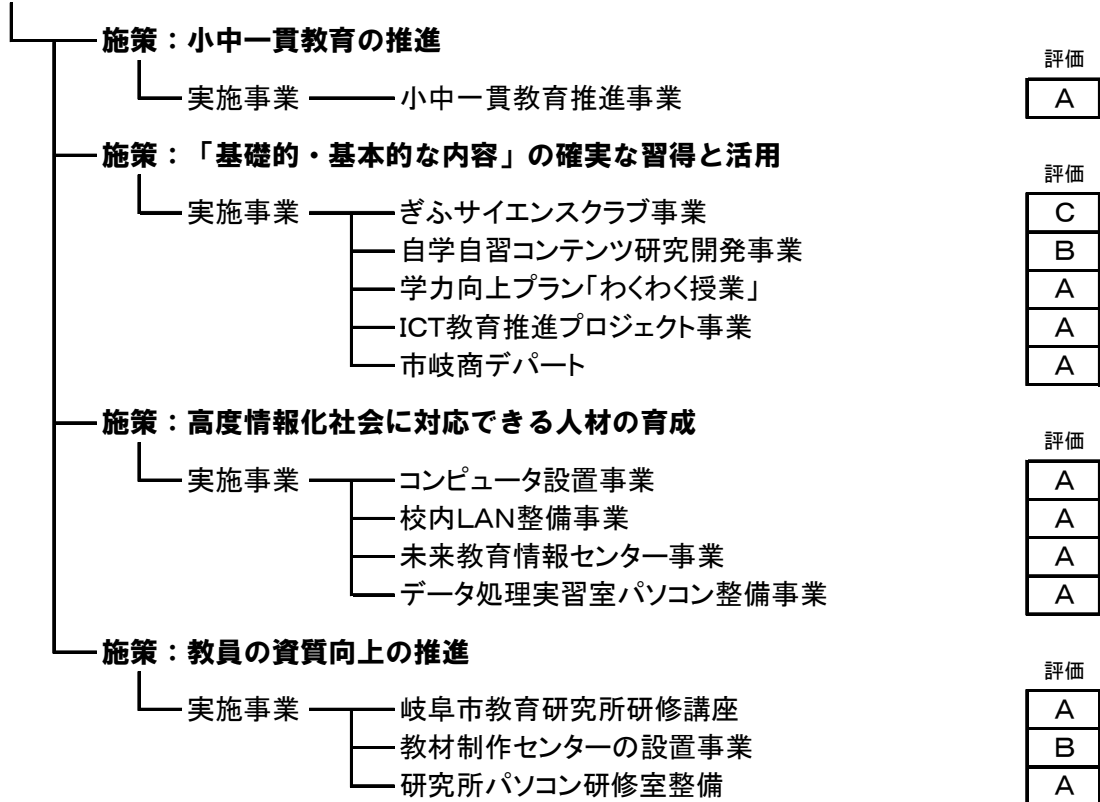 施策：小中一貫教育の推進
評価
実施事業 小中一貫教育推進事業 A
施策：「基礎的・基本的な内容」の確実な習得と活用
評価
実施事業 ぎふサイエンスクラブ事業 C
自学自習コンテンツ研究開発事業 B
学力向上プラン「わくわく授業」 A
ICT教育推進プロジェクト事業 A
市岐商デパート A
施策：高度情報化社会に対応できる人材の育成
評価
実施事業 コンピュータ設置事業 A
校内LAN整備事業 A
未来教育情報センター事業 A
データ処理実習室パソコン整備事業 A
施策：教員の資質向上の推進
評価
実施事業 岐阜市教育研究所研修講座 A
教材制作センターの設置事業 B
研究所パソコン研修室整備 A